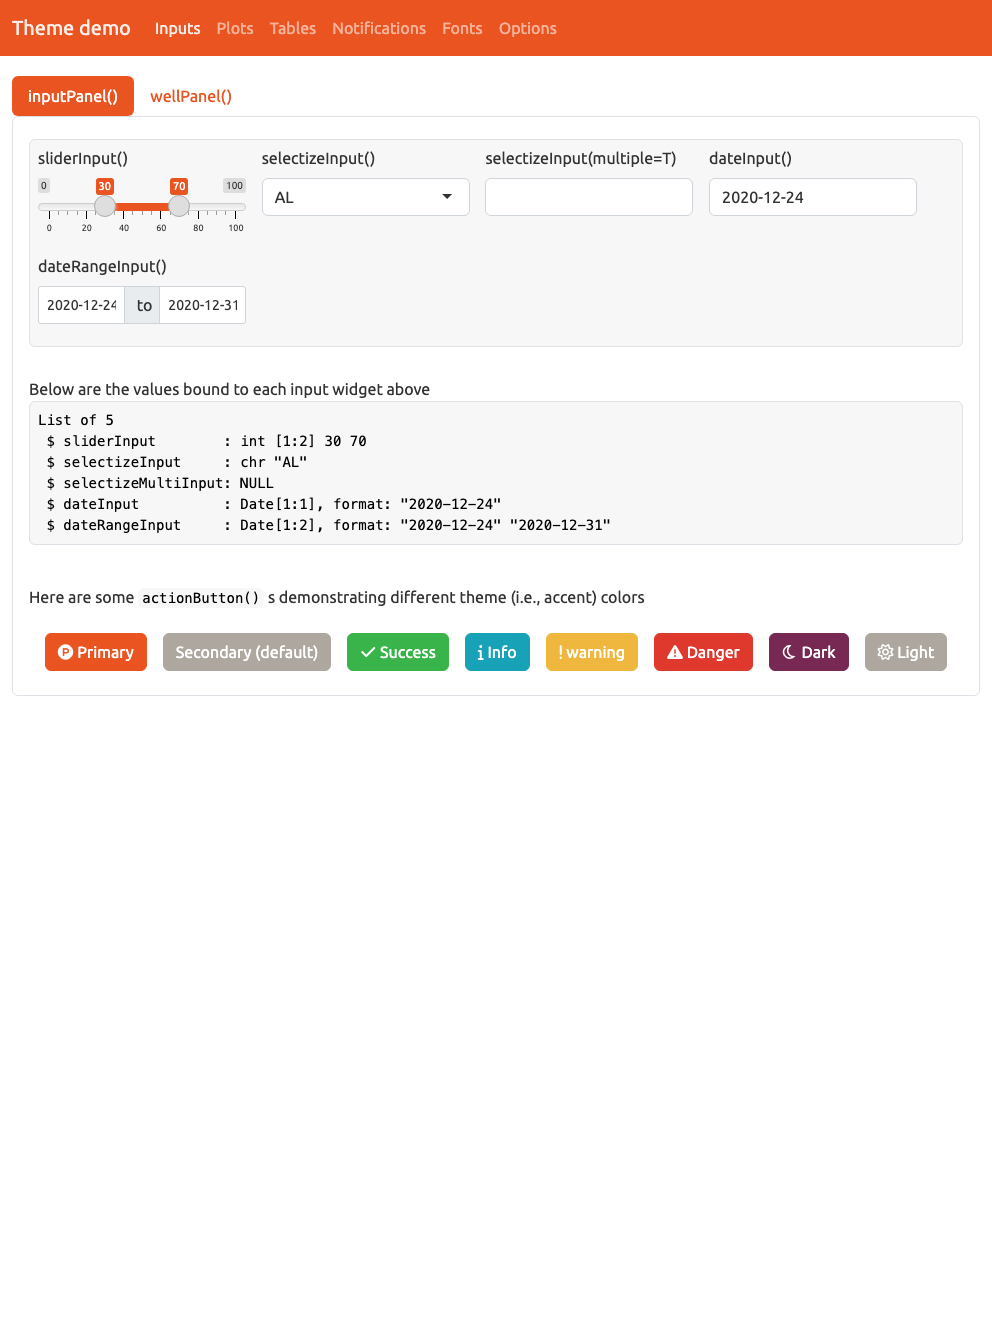 Theme demo Inputs Plots Tables Notifications Fonts Options
inputPanel() wellPanel()
sliderInput() selectizeInput() selectizeInput(multiple=T) dateInput()
0 30 70 100
AL 2020-12-24
0 20 40 60 80 100
dateRangeInput()
2020-12-24 to 2020-12-31
Below are the values bound to each input widget above
List of 5
 $ sliderInput        : int [1:2] 30 70
 $ selectizeInput     : chr "AL"
 $ selectizeMultiInput: NULL
 $ dateInput          : Date[1:1], format: "2020-12-24"
 $ dateRangeInput     : Date[1:2], format: "2020-12-24" "2020-12-31"
Here are some actionButton() s demonstrating different theme (i.e., accent) colors
Primary Secondary (default) Success Info ! warning Danger Dark Light